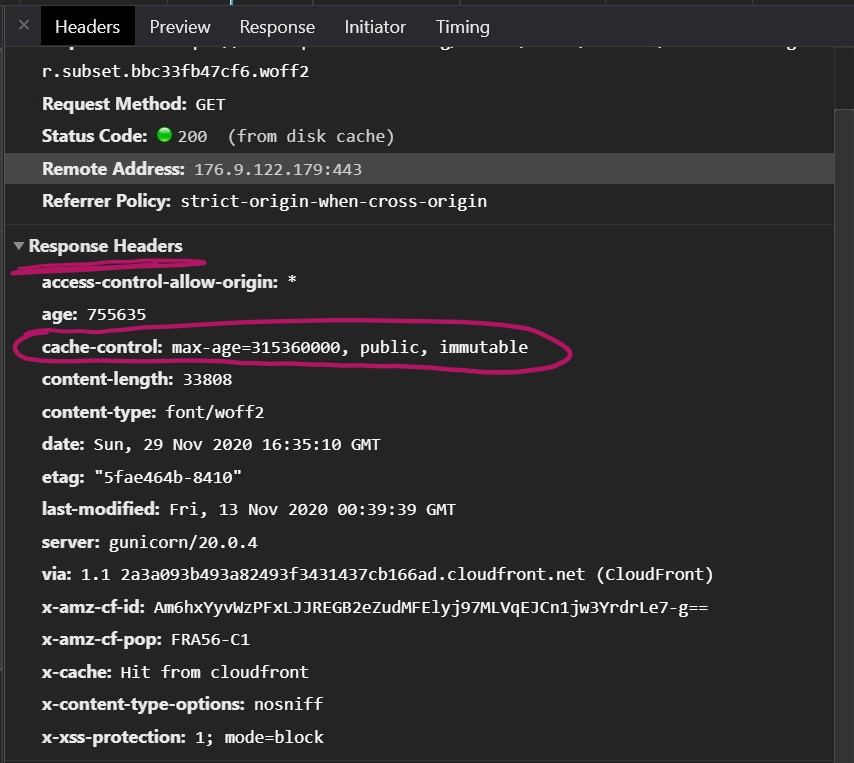 × Headers Preview Response Initiator Timing
r.subset.bbc33fb47cf6.woff2
Request Method: GET
Status Code: 200 (from disk cache)
Remote Address: 176.9.122.179:443
Referrer Policy: strict-origin-when-cross-origin
Response Headers
access-control-allow-origin: *
age: 755635
cache-control: max-age=315360000, public, immutable
content-length: 33808
content-type: font/woff2
date: Sun, 29 Nov 2020 16:35:10 GMT
etag: "5fae464b-8410"
last-modified: Fri, 13 Nov 2020 00:39:39 GMT
server: gunicorn/20.0.4
via: 1.1 2a3a093b493a82493f3431437cb166ad.cloudfront.net (CloudFront)
x-amz-cf-id: Am6hxYyvWzPFxLJJREGB2eZudMFElyj97MLVqEJCn1jw3YrdrLe7-g==
x-amz-cf-pop: FRA56-C1
x-cache: Hit from cloudfront
x-content-type-options: nosniff
x-xss-protection: 1; mode=block